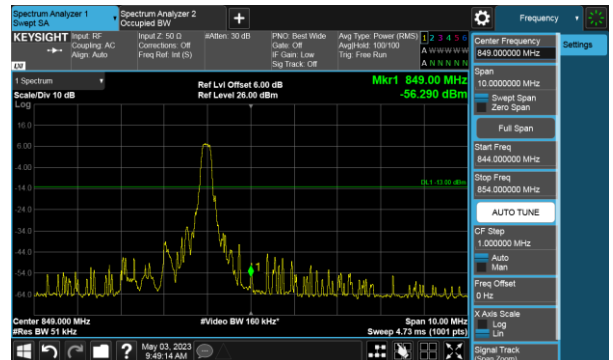 Spectrum Analyzer 1
Swept SA
Spectrum Analyzer 2
Occupied BW
+
Frequency
KEYSIGHT
Input: RF
Coupling: AC
Align: Auto
Input Z: 50 Ω
Corrections: Off
Freq Ref: Int (S)
#Atten: 30 dB
PNO: Best Wide
Gate: Off
IF Gain: Low
Sig Track: Off
Avg Type: Power (RMS)
Avg|Hold: 100/100
Trig: Free Run
1 2 3 4 5 6
A W W W W W
A N N N N N
LXI
1 Spectrum
Scale/Div 10 dB
Log
Ref Lvl Offset 6.00 dB
Ref Level 26.00 dBm
Mkr1 849.00 MHz
-56.290 dBm
16.0
6.00
-4.00
-14.0
-24.0
-34.0
-44.0
-54.0
-64.0
DL1 -13.00 dBm
1
Center 849.000 MHz
#Res BW 51 kHz
#Video BW 160 kHz*
Span 10.00 MHz
Sweep 4.73 ms (1001 pts)
May 03, 2023
9:49:14 AM
?
Center Frequency
849.000000 MHz
Settings
Span
10.0000000 MHz
Swept Span
Zero Span
Full Span
Start Freq
844.000000 MHz
Stop Freq
854.000000 MHz
AUTO TUNE
CF Step
1.000000 MHz
Auto
Man
Freq Offset
0 Hz
X Axis Scale
Log
Lin
Signal Track
(Span Zoom)